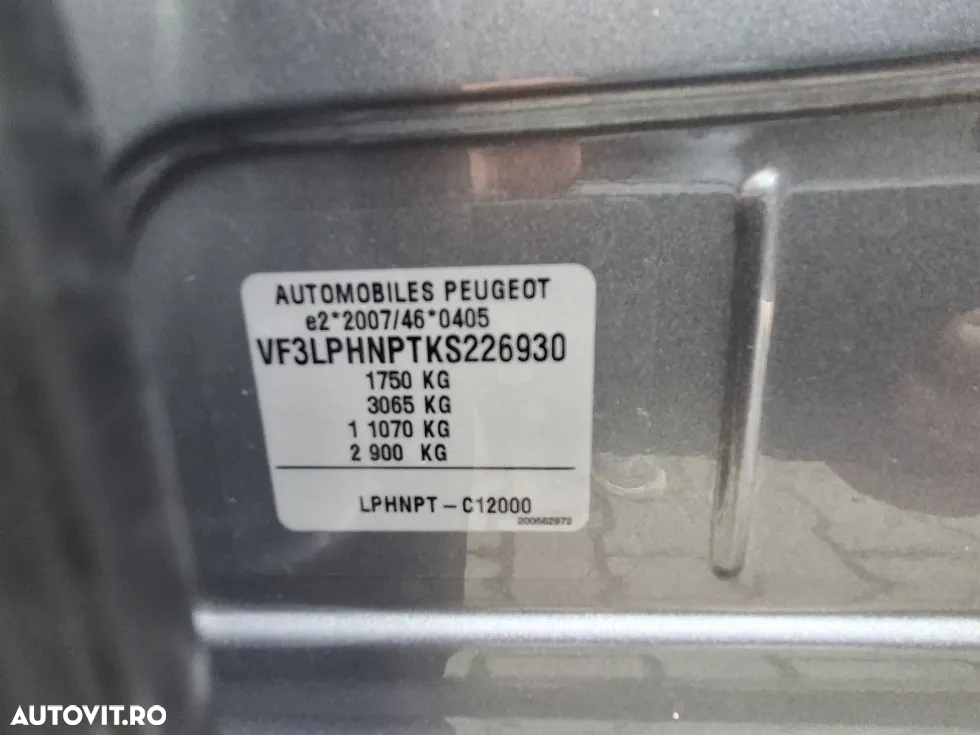 AUTOMOBILES PEUGEOT
e2*2007/46*0405
VF3LPHNPTKS226930
1750 KG
3065 KG
1 1070 KG
2 900 KG
LPHNPT - C12000
200562972
AUTOVIT.RO